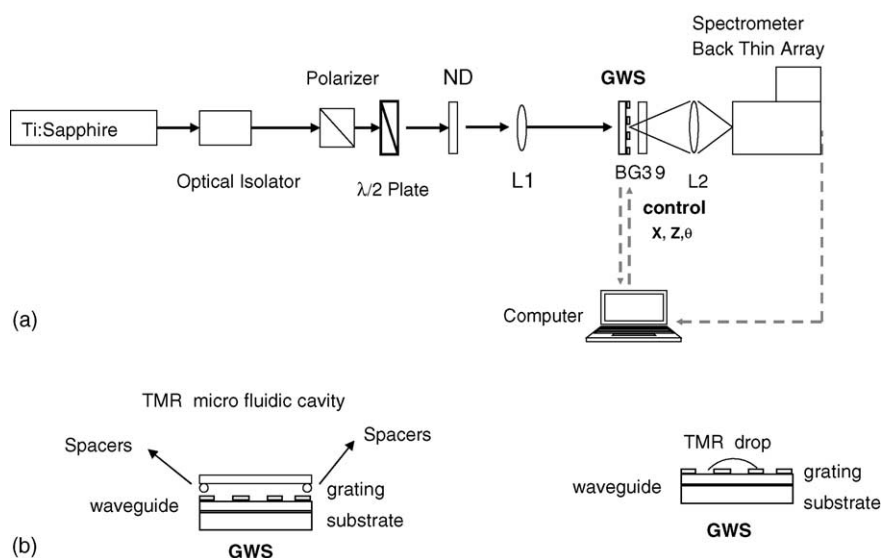 Spectrometer
Back Thin Array
Polarizer
ND
GWS
Ti:Sapphire
Optical Isolator
λ/2 Plate
L1
BG39
L2
control
X, Z,θ
Computer
(a)
TMR micro fluidic cavity
Spacers
Spacers
waveguide
grating
substrate
GWS
TMR drop
waveguide
grating
substrate
GWS
(b)